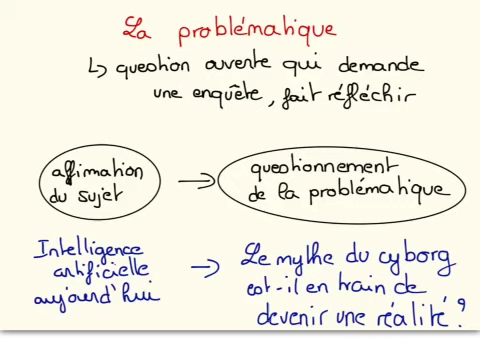 La problématique
↳ question ouverte qui demande
une enquête, fait réfléchir
affirmation
du sujet
→
questionnement
de la problématique
Intelligence
artificielle
aujourd'hui
→
Le mythe du cyborg
est-il en train de
devenir une réalité ?